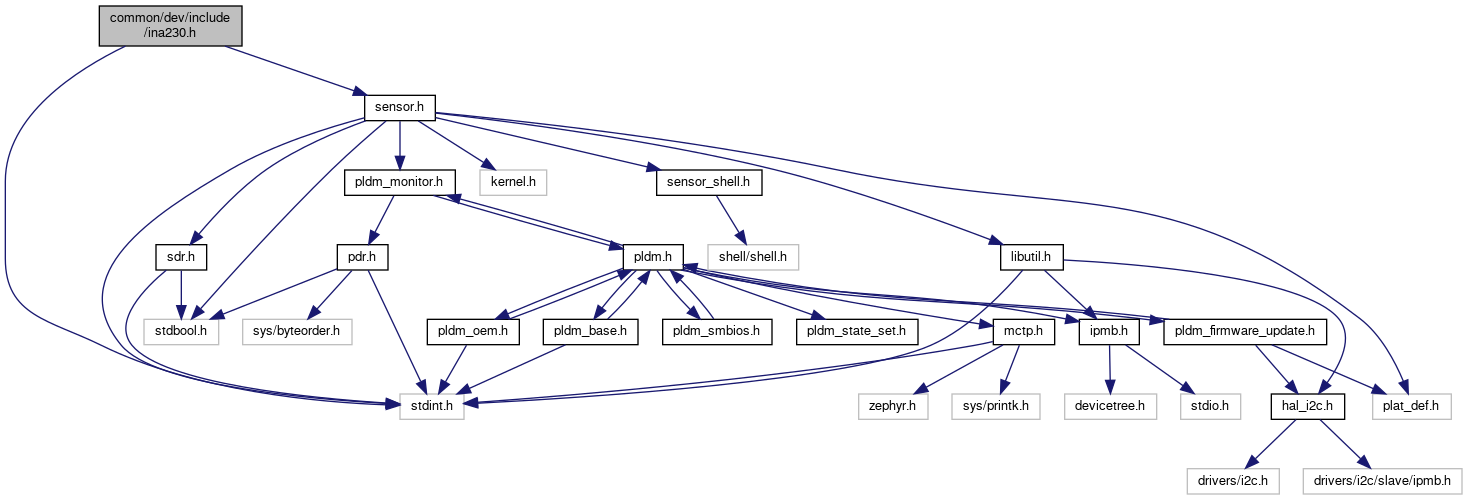 common/dev/include
/ina230.h
sensor.h
pldm_monitor.h
kernel.h
sensor_shell.h
sdr.h
pdr.h
pldm.h
shell/shell.h
libutil.h
stdbool.h
sys/byteorder.h
pldm_oem.h
pldm_base.h
pldm_smbios.h
pldm_state_set.h
mctp.h
ipmb.h
pldm_firmware_update.h
stdint.h
zephyr.h
sys/printk.h
devicetree.h
stdio.h
hal_i2c.h
plat_def.h
drivers/i2c.h
drivers/i2c/slave/ipmb.h